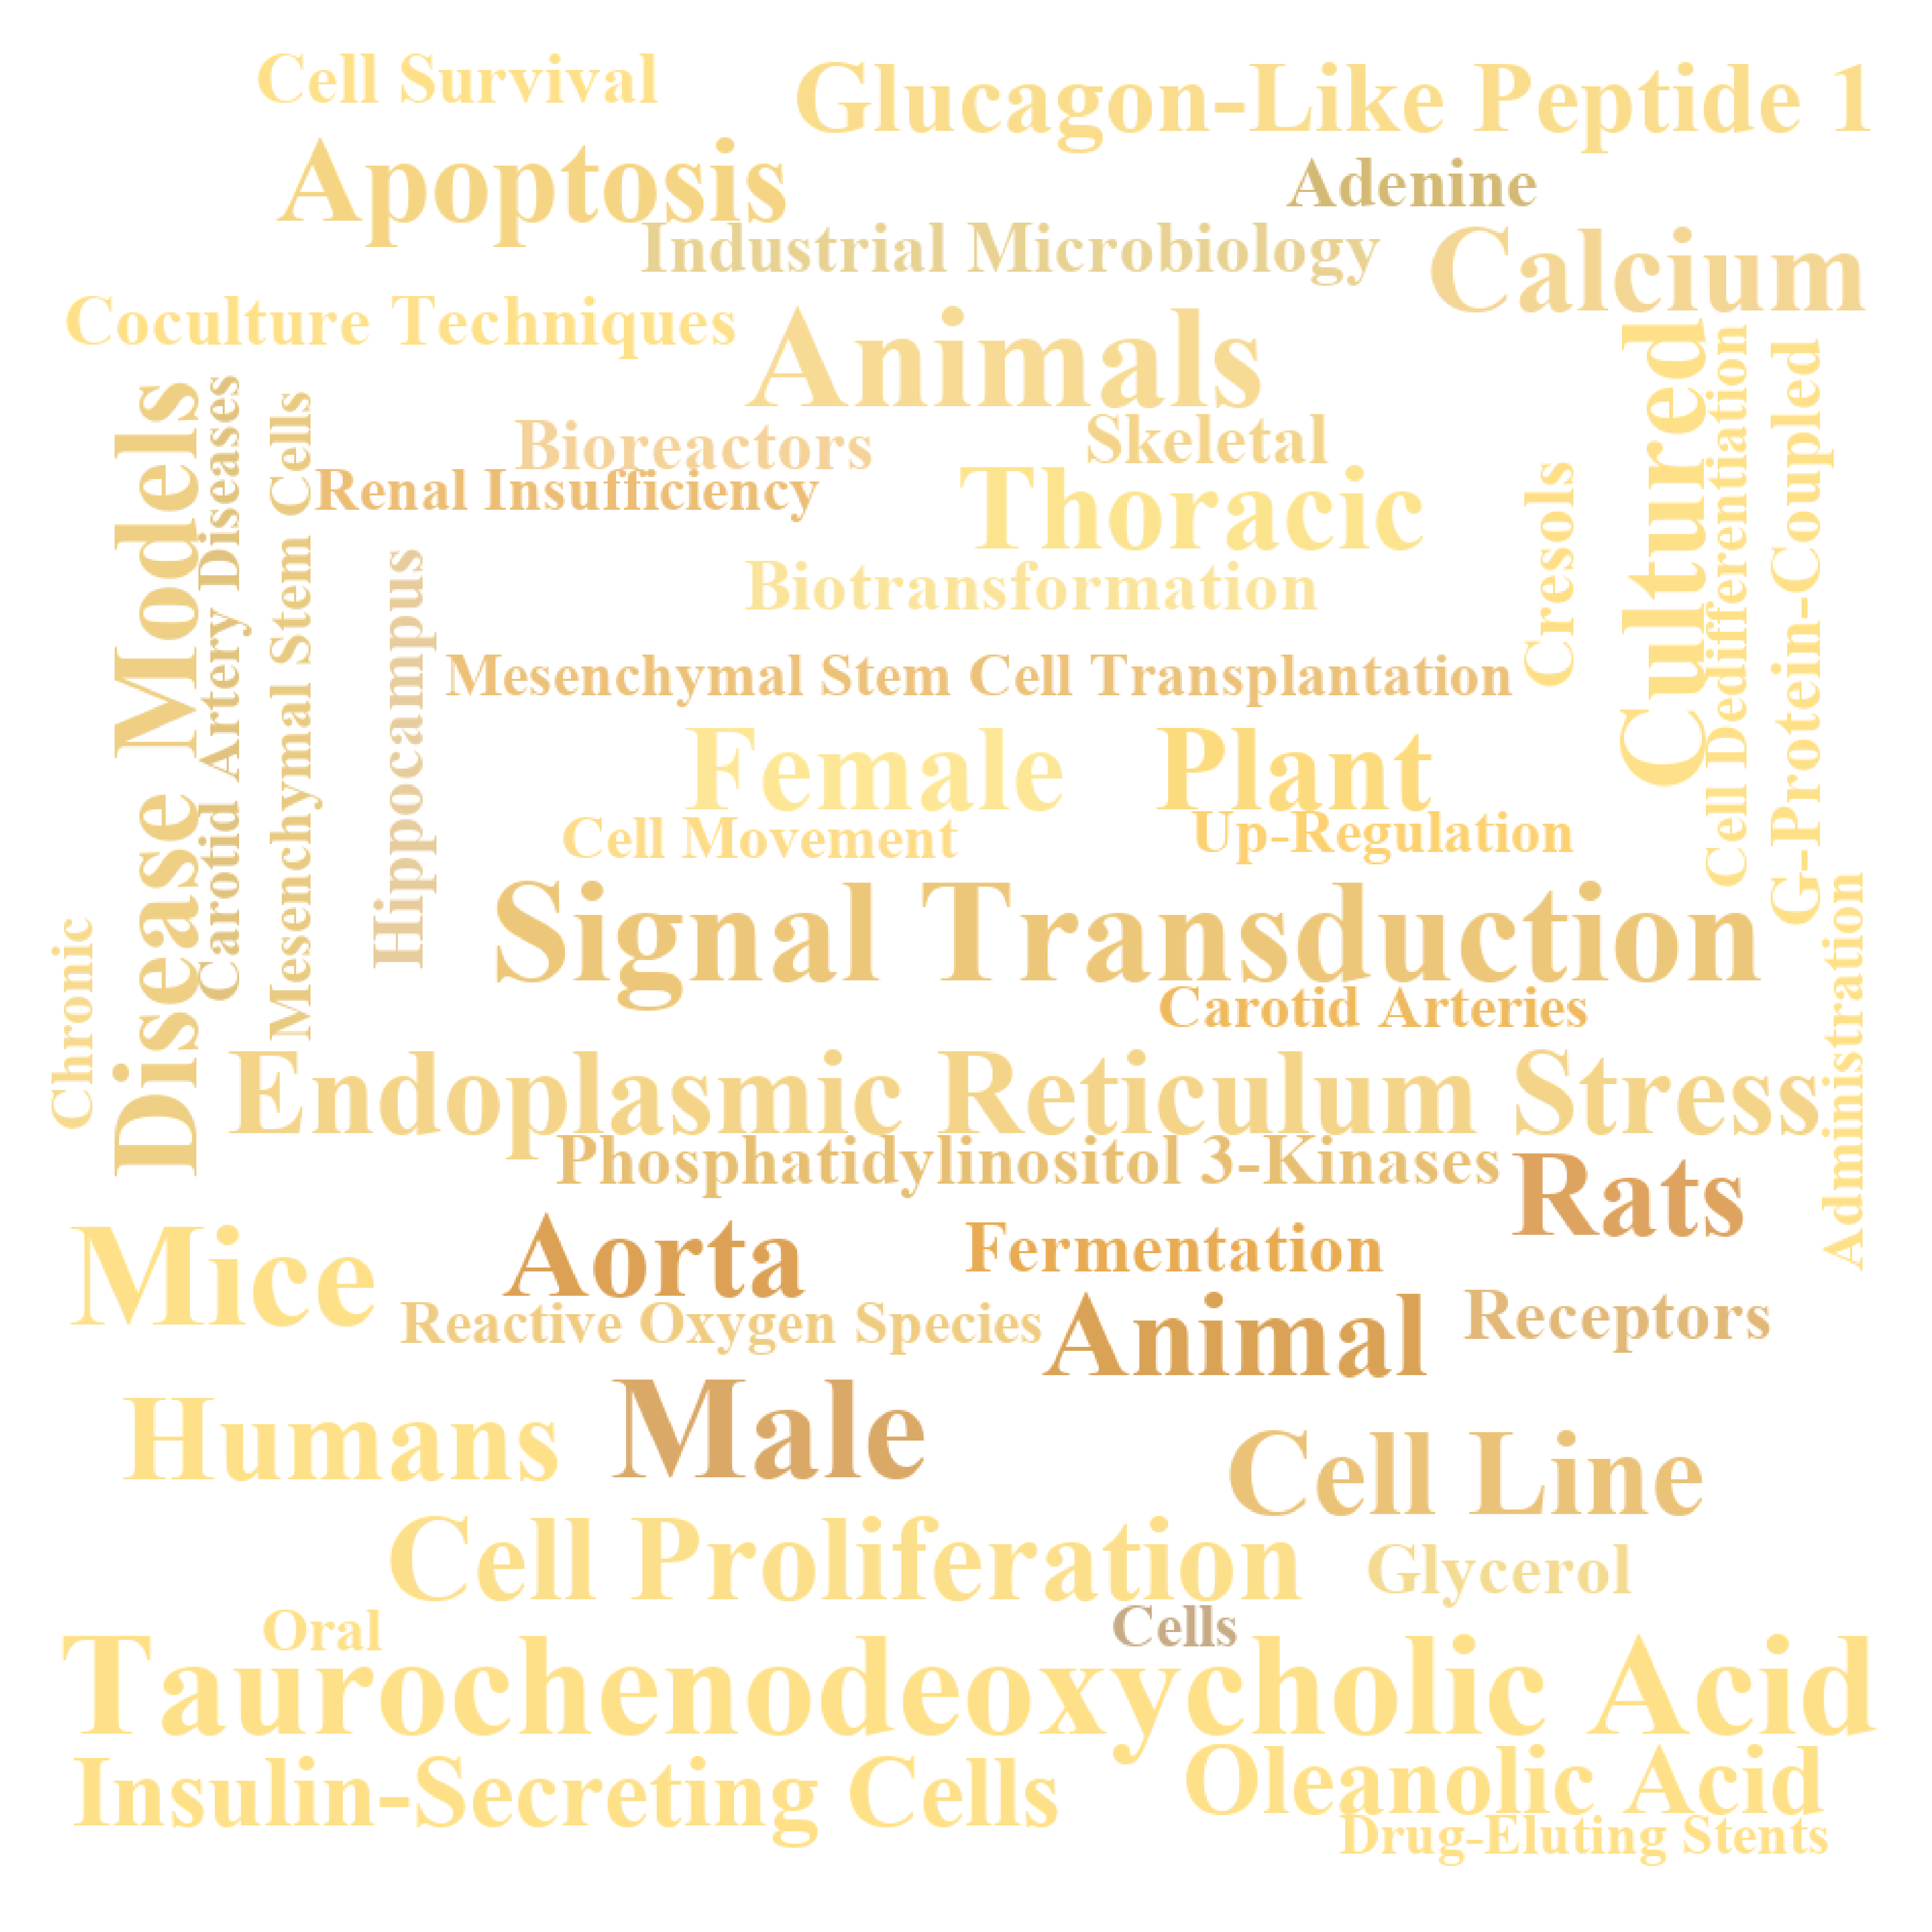 Cell Survival
Glucagon-Like Peptide 1
Apoptosis
Adenine
Industrial Microbiology
Calcium
Coculture Techniques
Animals
Disease Models
Carotid Artery Diseases
Mesenchymal Stem Cells
Bioreactors
Skeletal
Cultured
Cell Dedifferentiation
G-Protein-Coupled
Renal Insufficiency
Thoracic
Cresols
Hippocampus
Biotransformation
Mesenchymal Stem Cell Transplantation
Female
Plant
Cell Movement
Up-Regulation
Signal Transduction
Chronic
Administration
Carotid Arteries
Endoplasmic Reticulum Stress
Phosphatidylinositol 3-Kinases
Rats
Mice
Aorta
Fermentation
Reactive Oxygen Species
Animal
Receptors
Humans
Male
Cell Line
Cell Proliferation
Glycerol
Oral
Cells
Taurochenodeoxycholic Acid
Insulin-Secreting Cells
Oleanolic Acid
Drug-Eluting Stents